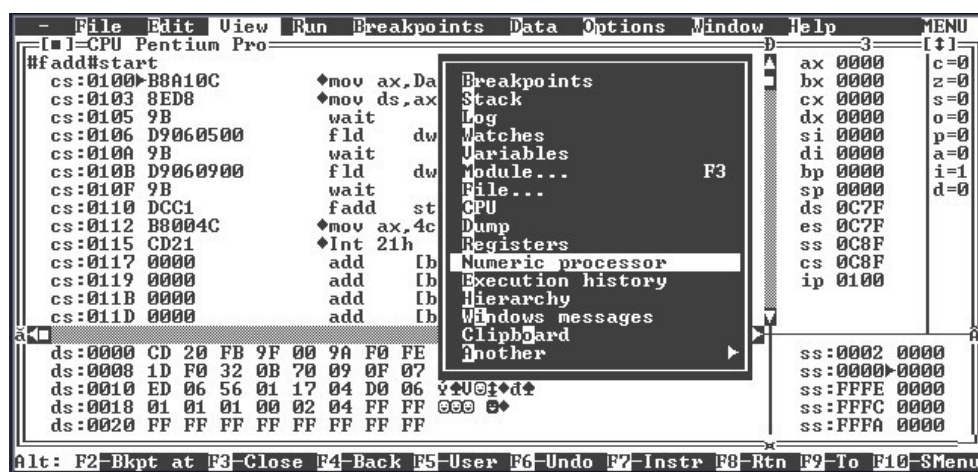 - File Edit View Run Breakpoints Data Options Window Help MENU
[■]=CPU Pentium Pro 3 [↕]
#fadd#start
cs:0100►B8A10C ♦mov ax,Da
cs:0103 8ED8 ♦mov ds,ax
cs:0105 9B wait
cs:0106 D9060500 fld dw
cs:010A 9B wait
cs:010B D9060900 fld dw
cs:010F 9B wait
cs:0110 DCC1 fadd st
cs:0112 B8004C ♦mov ax,4c
cs:0115 CD21 ♦Int 21h
cs:0117 0000 add [b
cs:0119 0000 add [b
cs:011B 0000 add [b
cs:011D 0000 add [b
Breakpoints
Stack
Log
Watches
Variables
Module... F3
File...
CPU
Dump
Registers
Numeric processor
Execution history
Hierarchy
Windows messages
Clipboard
Another ►
ax 0000 c=0
bx 0000 z=0
cx 0000 s=0
dx 0000 o=0
si 0000 p=0
di 0000 a=0
bp 0000 i=1
sp 0000 d=0
ds 0C7F
es 0C7F
ss 0C8F
cs 0C8F
ip 0100
ds:0000 CD 20 FB 9F 00 9A F0 FE
ds:0008 1D F0 32 0B 70 09 0F 07
ds:0010 ED 06 56 01 17 04 D0 06
ds:0018 01 01 01 00 02 04 FF FF
ds:0020 FF FF FF FF FF FF FF FF
ss:0002 0000
ss:0000►0000
ss:FFFE 0000
ss:FFFC 0000
ss:FFFA 0000
Alt: F2-Bkpt at F3-Close F4-Back F5-User F6-Undo F7-Instr F8-Rtn F9-To F10-SMenu